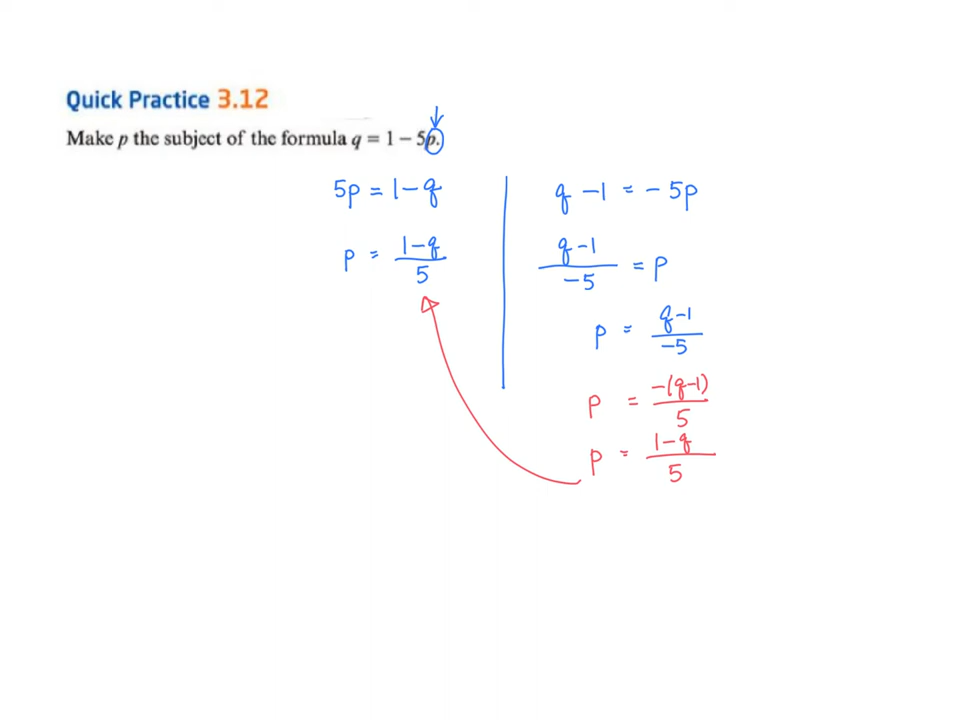 Quick Practice 3.12
Make p the subject of the formula q = 1 − 5p.
5p = 1 − q
p = (1 − q)/5
q − 1 = − 5p
(q − 1)/(−5) = p
p = (q − 1)/(−5)
p = −(q − 1)/5
p = (1 − q)/5